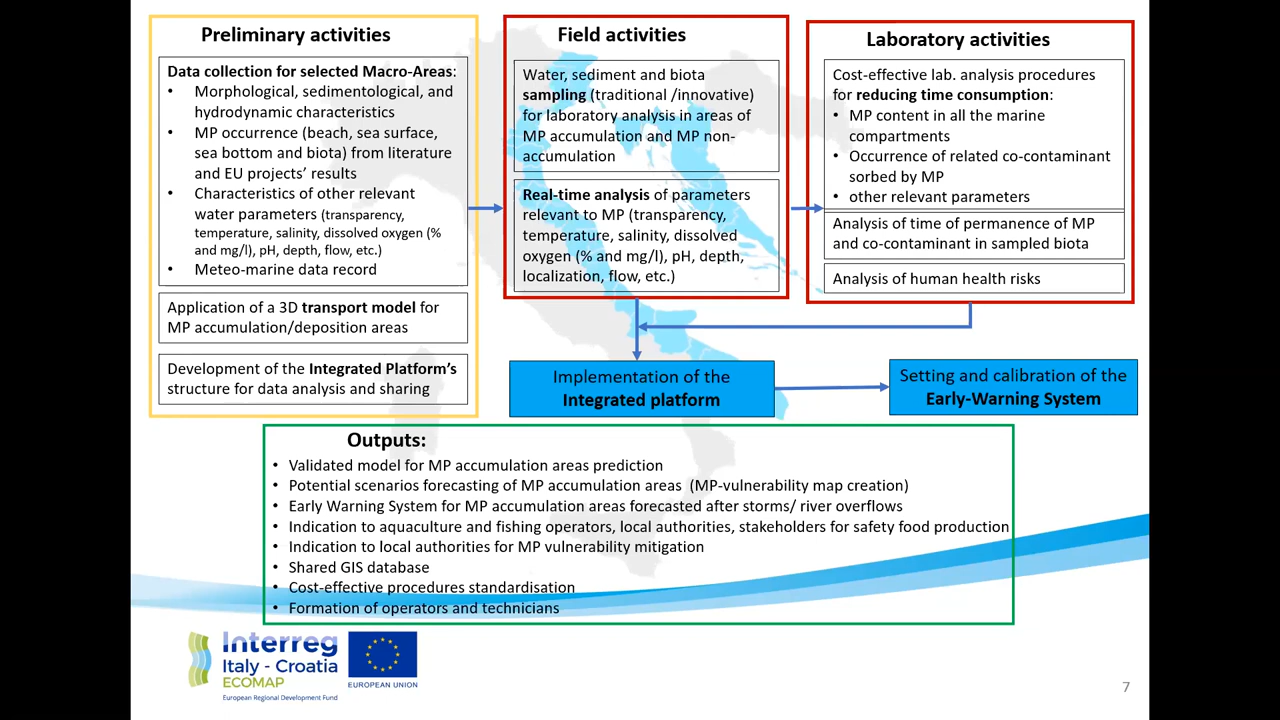 Preliminary activities
Data collection for selected Macro-Areas:
• Morphological, sedimentological, and
hydrodynamic characteristics
• MP occurrence (beach, sea surface,
sea bottom and biota) from literature
and EU projects’ results
• Characteristics of other relevant
water parameters (transparency,
temperature, salinity, dissolved oxygen (%
and mg/l), pH, depth, flow, etc.)
• Meteo-marine data record
Application of a 3D transport model for
MP accumulation/deposition areas
Development of the Integrated Platform’s
structure for data analysis and sharing
Field activities
Water, sediment and biota
sampling (traditional /innovative)
for laboratory analysis in areas of
MP accumulation and MP non-
accumulation
Real-time analysis of parameters
relevant to MP (transparency,
temperature, salinity, dissolved
oxygen (% and mg/l), pH, depth,
localization, flow, etc.)
Laboratory activities
Cost-effective lab. analysis procedures
for reducing time consumption:
• MP content in all the marine
compartments
• Occurrence of related co-contaminant
sorbed by MP
• other relevant parameters
Analysis of time of permanence of MP
and co-contaminant in sampled biota
Analysis of human health risks
Implementation of the
Integrated platform
Setting and calibration of the
Early-Warning System
Outputs:
• Validated model for MP accumulation areas prediction
• Potential scenarios forecasting of MP accumulation areas (MP-vulnerability map creation)
• Early Warning System for MP accumulation areas forecasted after storms/ river overflows
• Indication to aquaculture and fishing operators, local authorities, stakeholders for safety food production
• Indication to local authorities for MP vulnerability mitigation
• Shared GIS database
• Cost-effective procedures standardisation
• Formation of operators and technicians
Interreg
Italy - Croatia
ECOMAP
European Regional Development Fund
EUROPEAN UNION
7